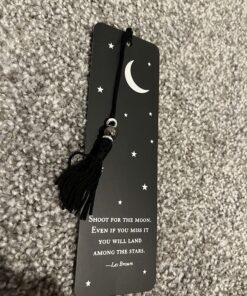 Shoot for the moon.
Even if you miss it
you will land
among the stars.
—Les Brown